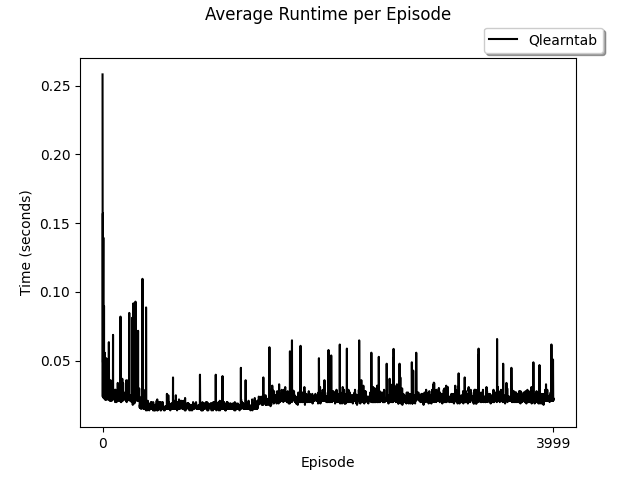 Average Runtime per Episode
Qlearntab
0.25
0.20
0.15
0.10
0.05
Time (seconds)
0 3999
Episode